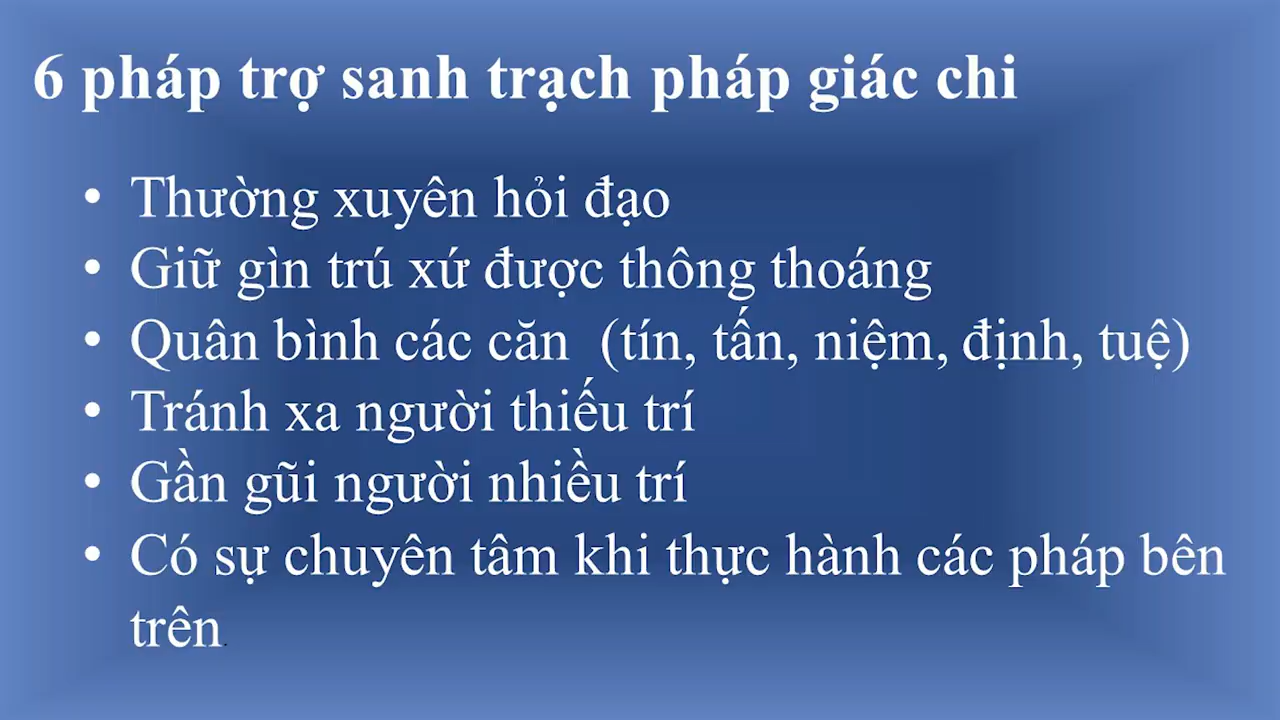 6 pháp trợ sanh trạch pháp giác chi
• Thường xuyên hỏi đạo
• Giữ gìn trú xứ được thông thoáng
• Quân bình các căn (tín, tấn, niệm, định, tuệ)
• Tránh xa người thiếu trí
• Gần gũi người nhiều trí
• Có sự chuyên tâm khi thực hành các pháp bên
trên.